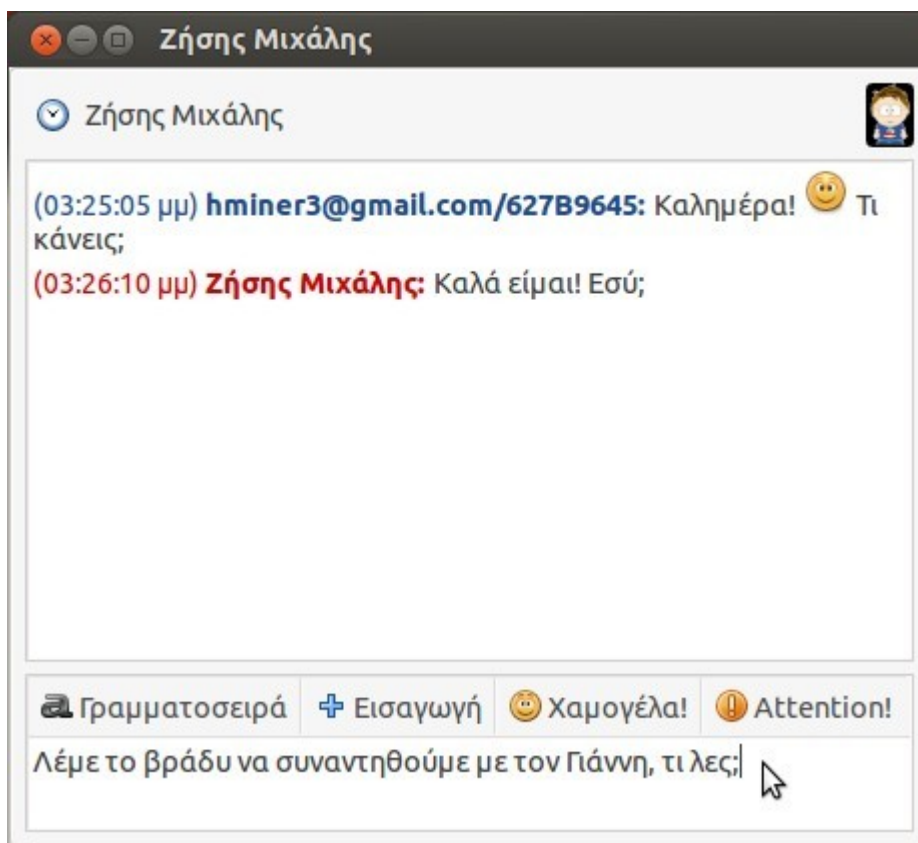 Ζήσης Μιχάλης
Ζήσης Μιχάλης
(03:25:05 μμ) hminer3@gmail.com/627B9645: Καλημέρα! Τι
κάνεις;
(03:26:10 μμ) Ζήσης Μιχάλης: Καλά είμαι! Εσύ;
Γραμματοσειρά Εισαγωγή Χαμογέλα! Attention!
Λέμε το βράδυ να συναντηθούμε με τον Γιάννη, τι λες;